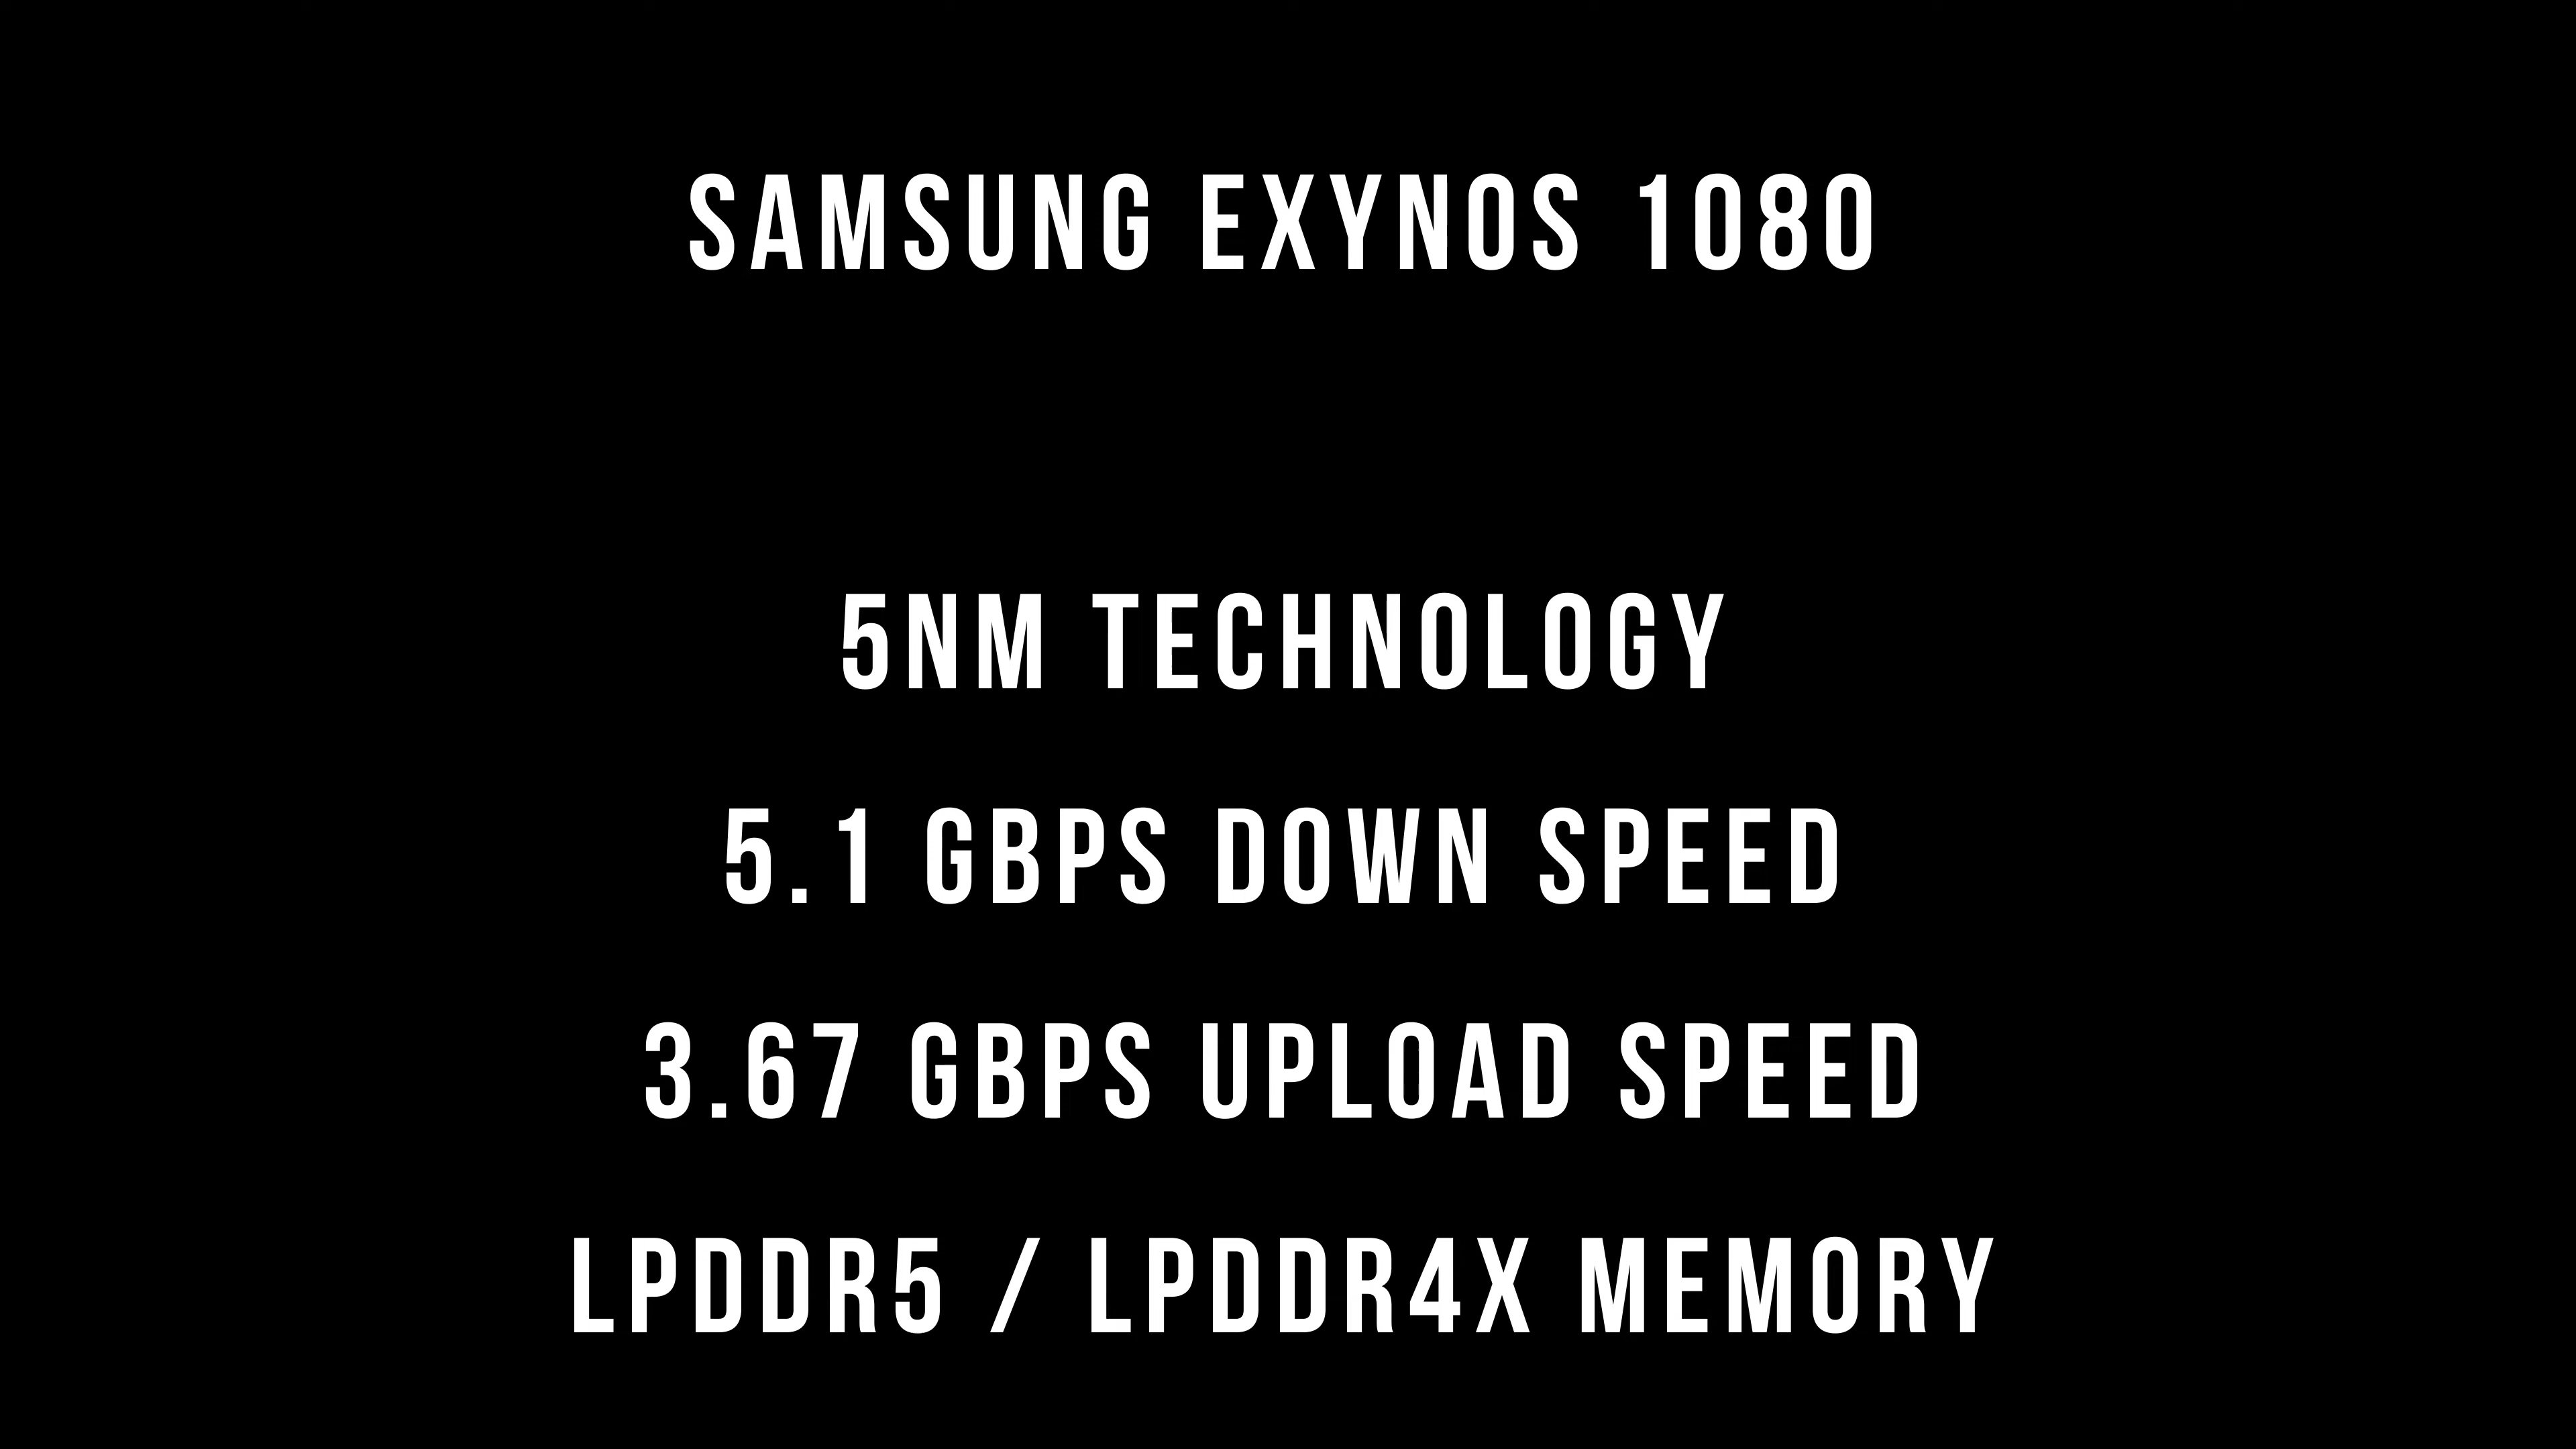 SAMSUNG EXYNOS 1080
5NM TECHNOLOGY
5.1 GBPS DOWN SPEED
3.67 GBPS UPLOAD SPEED
LPDDR5 / LPDDR4X MEMORY